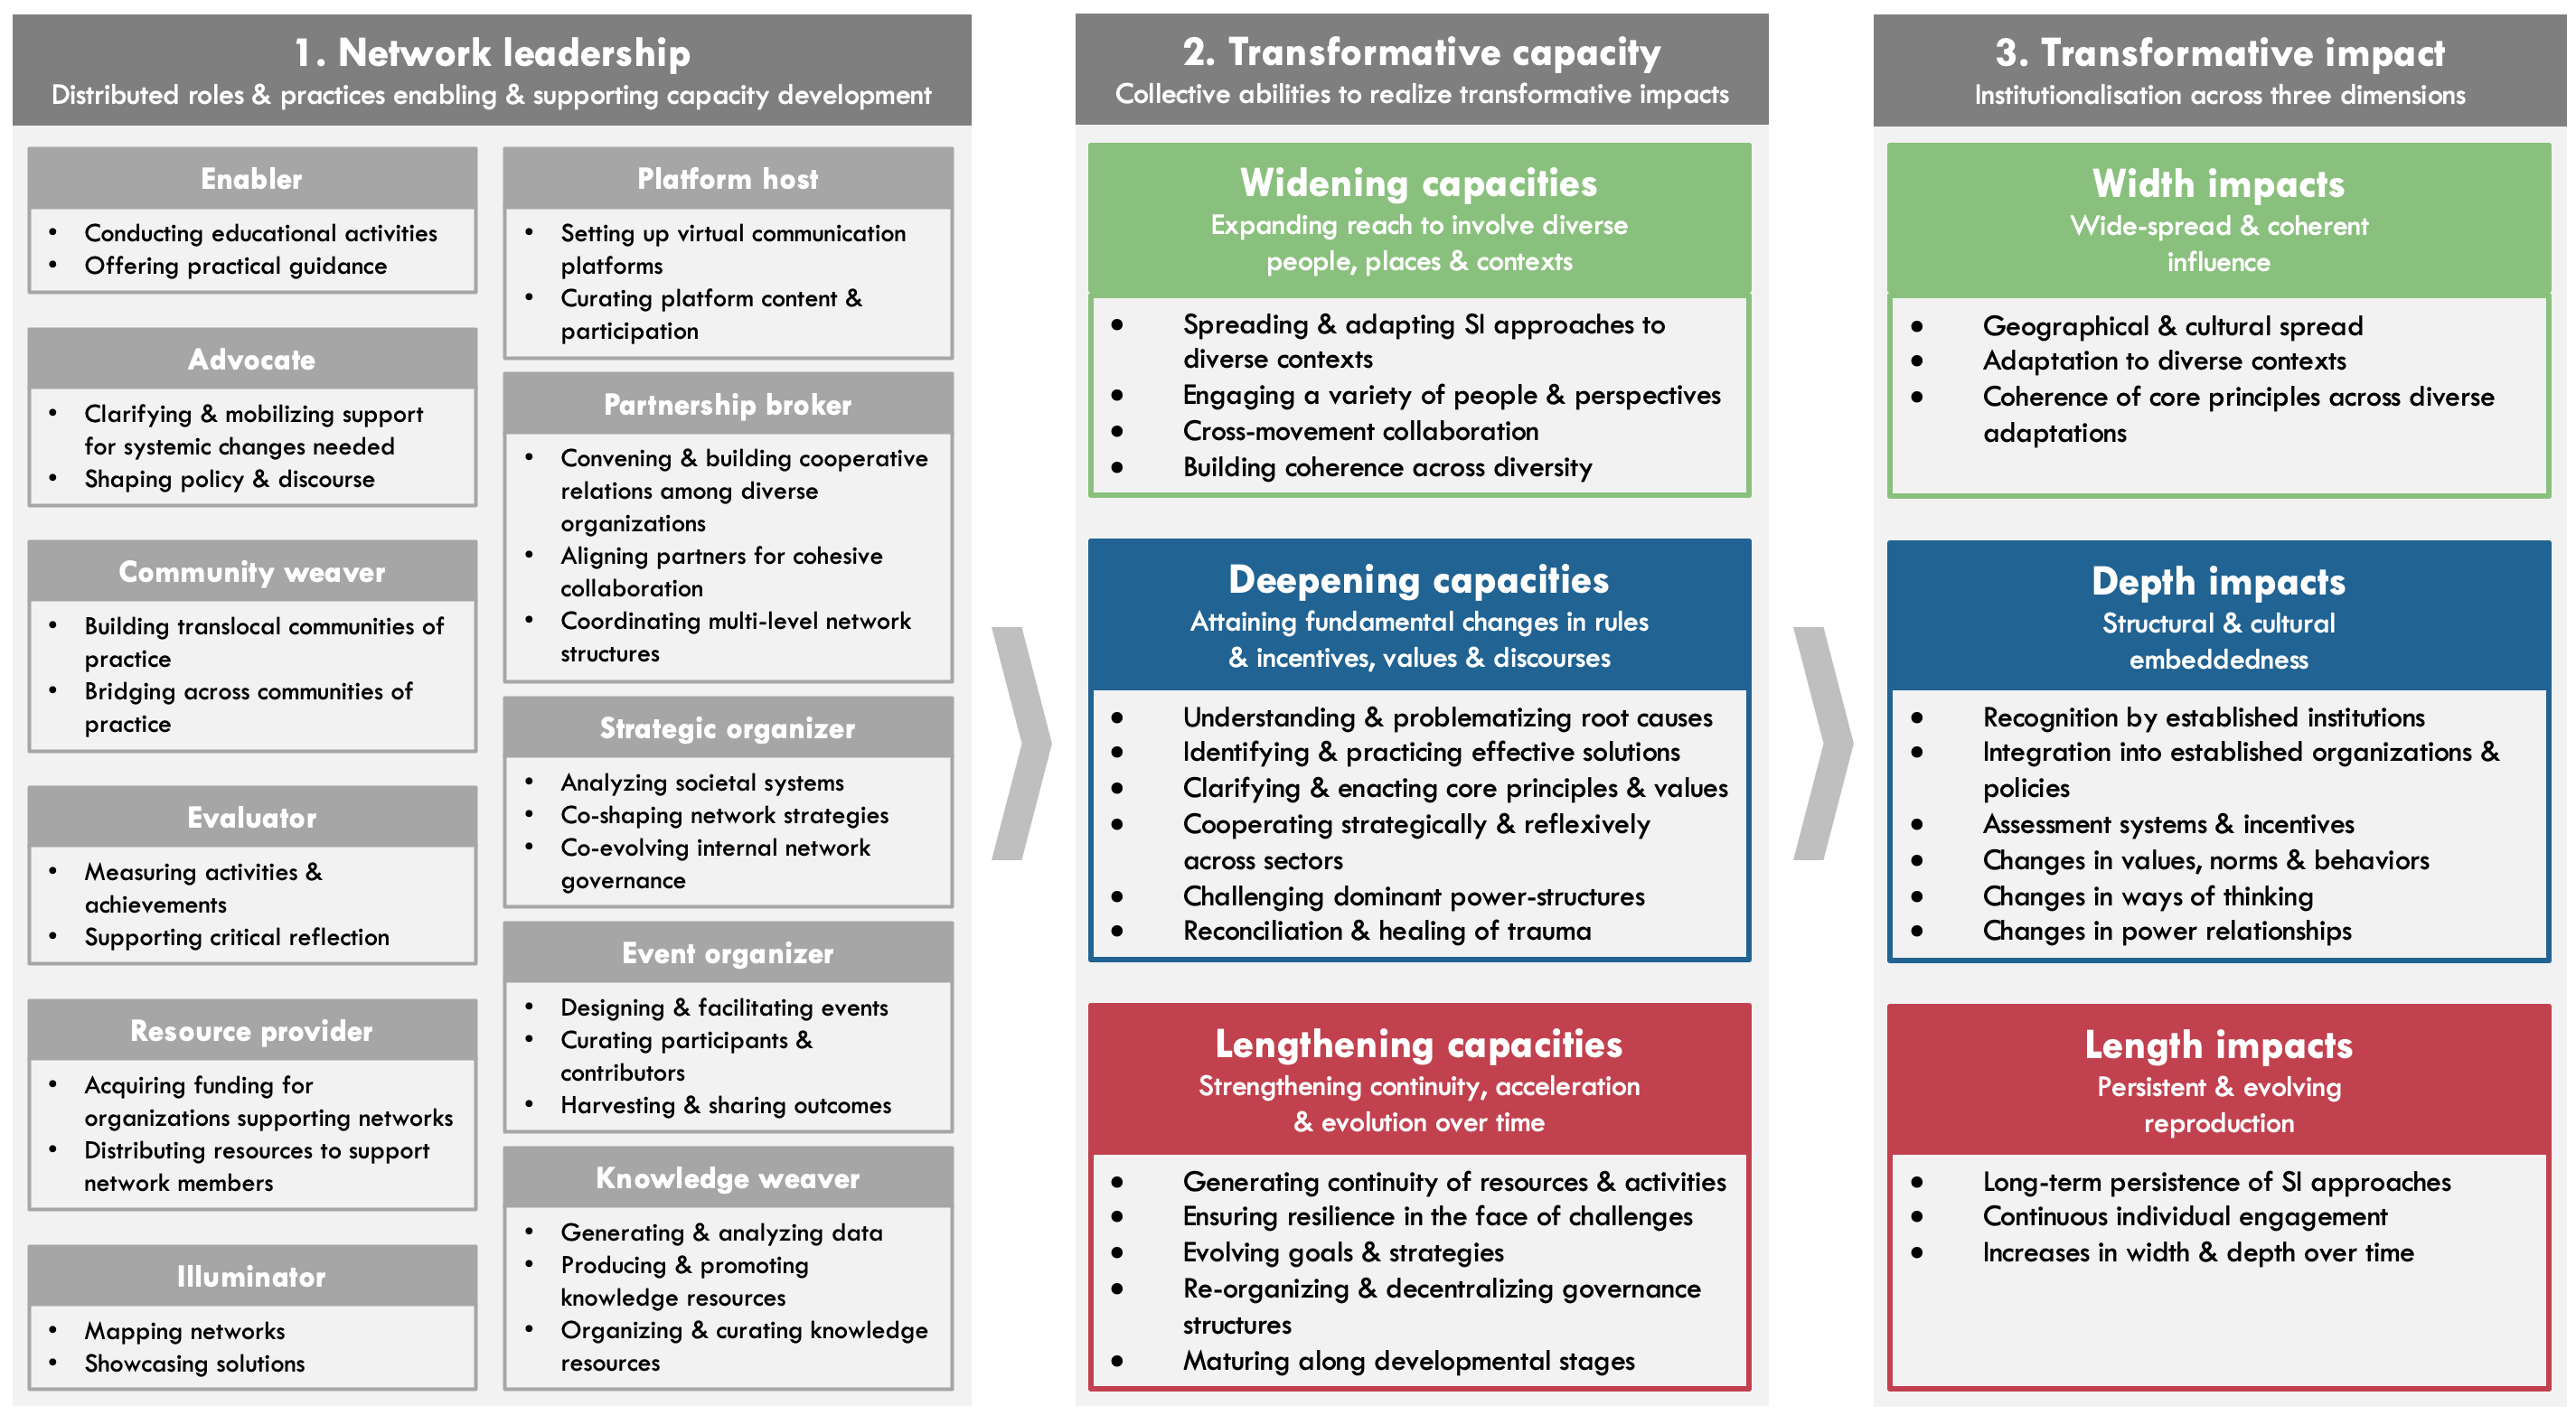 1. Network leadership
Distributed roles & practices enabling & supporting capacity development
Enabler
• Conducting educational activities
• Offering practical guidance
Advocate
• Clarifying & mobilizing support
for systemic changes needed
• Shaping policy & discourse
Community weaver
• Building translocal communities of
practice
• Bridging across communities of
practice
Evaluator
• Measuring activities &
achievements
• Supporting critical reflection
Resource provider
• Acquiring funding for
organizations supporting networks
• Distributing resources to support
network members
Illuminator
• Mapping networks
• Showcasing solutions
Platform host
• Setting up virtual communication
platforms
• Curating platform content &
participation
Partnership broker
• Convening & building cooperative
relations among diverse
organizations
• Aligning partners for cohesive
collaboration
• Coordinating multi-level network
structures
Strategic organizer
• Analyzing societal systems
• Co-shaping network strategies
• Co-evolving internal network
governance
Event organizer
• Designing & facilitating events
• Curating participants &
contributors
• Harvesting & sharing outcomes
Knowledge weaver
• Generating & analyzing data
• Producing & promoting
knowledge resources
• Organizing & curating knowledge
resources
2. Transformative capacity
Collective abilities to realize transformative impacts
Widening capacities
Expanding reach to involve diverse
people, places & contexts
• Spreading & adapting SI approaches to
diverse contexts
• Engaging a variety of people & perspectives
• Cross-movement collaboration
• Building coherence across diversity
Deepening capacities
Attaining fundamental changes in rules
& incentives, values & discourses
• Understanding & problematizing root causes
• Identifying & practicing effective solutions
• Clarifying & enacting core principles & values
• Cooperating strategically & reflexively
across sectors
• Challenging dominant power-structures
• Reconciliation & healing of trauma
Lengthening capacities
Strengthening continuity, acceleration
& evolution over time
• Generating continuity of resources & activities
• Ensuring resilience in the face of challenges
• Evolving goals & strategies
• Re-organizing & decentralizing governance
structures
• Maturing along developmental stages
3. Transformative impact
Institutionalisation across three dimensions
Width impacts
Wide-spread & coherent
influence
• Geographical & cultural spread
• Adaptation to diverse contexts
• Coherence of core principles across diverse
adaptations
Depth impacts
Structural & cultural
embeddedness
• Recognition by established institutions
• Integration into established organizations &
policies
• Assessment systems & incentives
• Changes in values, norms & behaviors
• Changes in ways of thinking
• Changes in power relationships
Length impacts
Persistent & evolving
reproduction
• Long-term persistence of SI approaches
• Continuous individual engagement
• Increases in width & depth over time